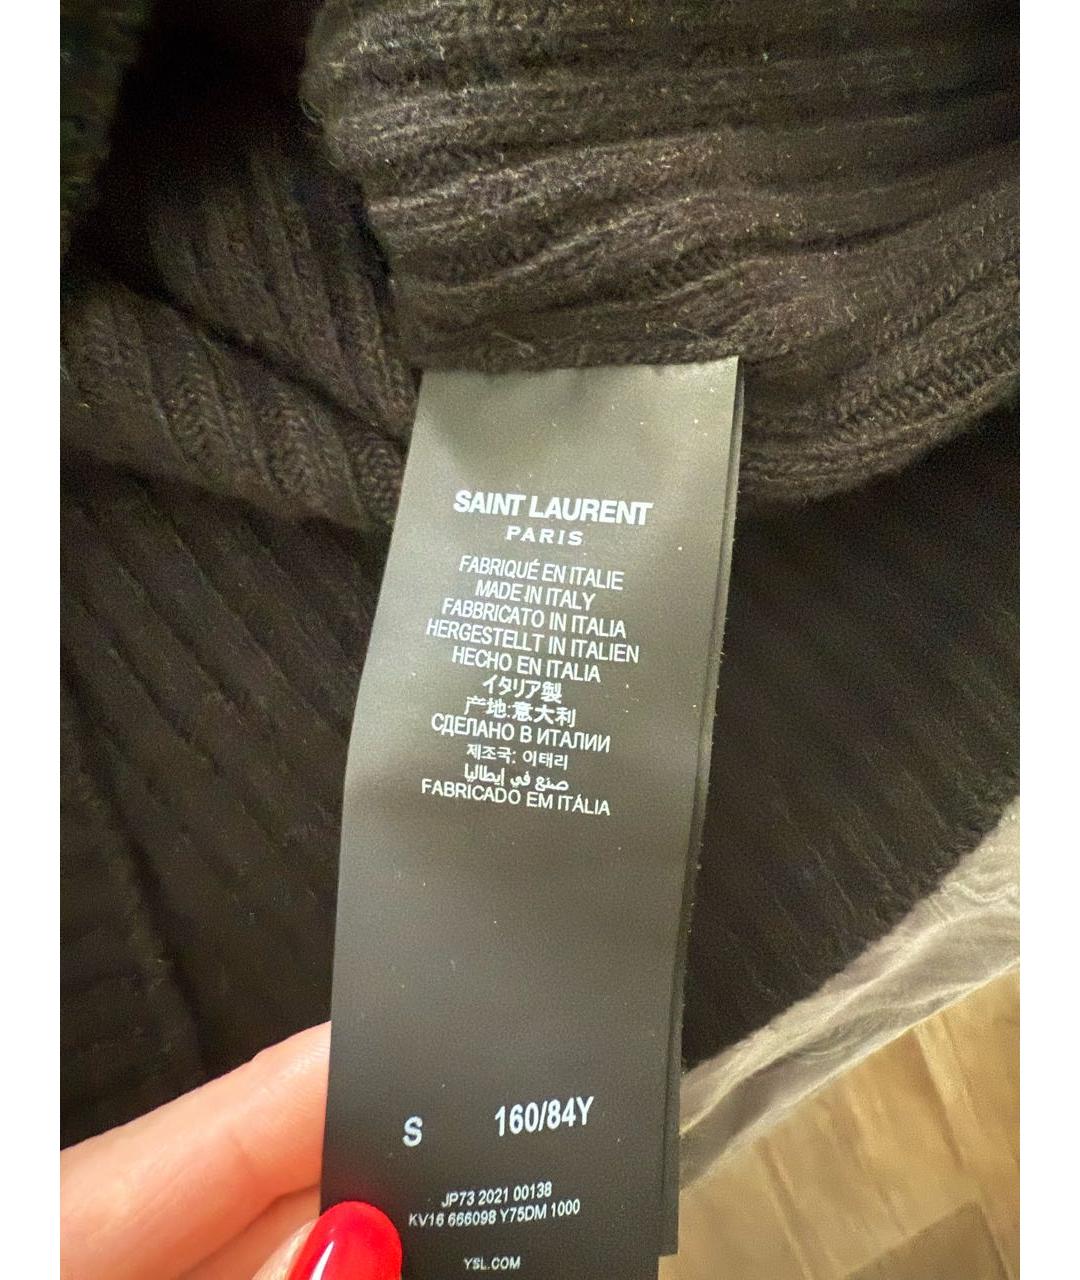 SAINT LAURENT
PARIS
FABRIQUÉ EN ITALIE
MADE IN ITALY
FABBRICATO IN ITALIA
HERGESTELLT IN ITALIEN
HECHO EN ITALIA
イタリア製
产地:意大利
СДЕЛАНО В ИТАЛИИ
제조국: 이태리
صنع في إيطاليا
FABRICADO EM ITÁLIA
S 160/84Y
JP73 2021 00138
KV16 666098 Y75DM 1000
YSL.COM